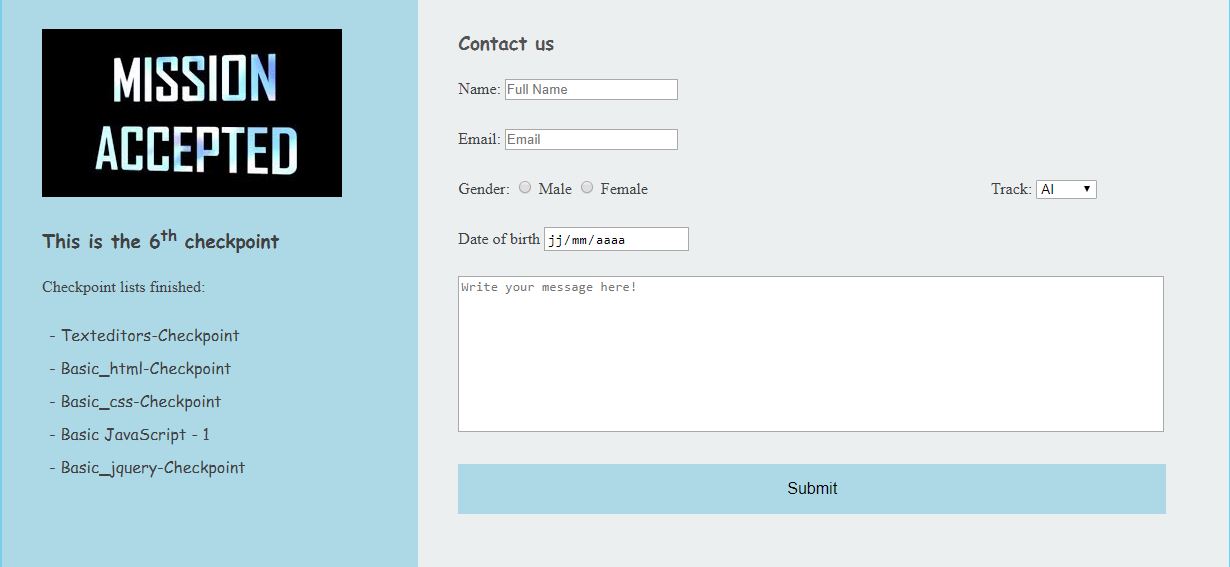 MISSION
ACCEPTED
This is the 6th checkpoint
Checkpoint lists finished:
- Texteditors-Checkpoint
- Basic_html-Checkpoint
- Basic_css-Checkpoint
- Basic JavaScript - 1
- Basic_jquery-Checkpoint
Contact us
Name: Full Name
Email: Email
Gender: Male Female Track: AI
Date of birth jj/mm/aaaa
Write your message here!
Submit